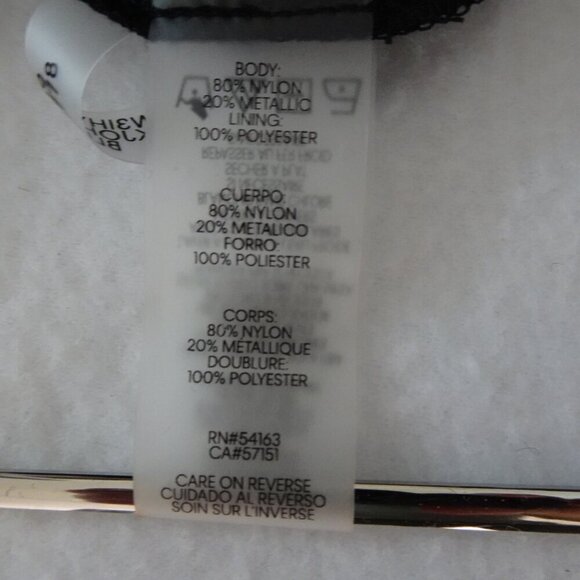 BODY:
80% NYLON
20% METALLIC
LINING:
100% POLYESTER
CUERPO:
80% NYLON
20% METALICO
FORRO:
100% POLIESTER
CORPS:
80% NYLON
20% MÉTALLIQUE
DOUBLURE:
100% POLYESTER
RN#54163
CA#57151
CARE ON REVERSE
CUIDADO AL REVERSO
SOIN SUR L'INVERSE